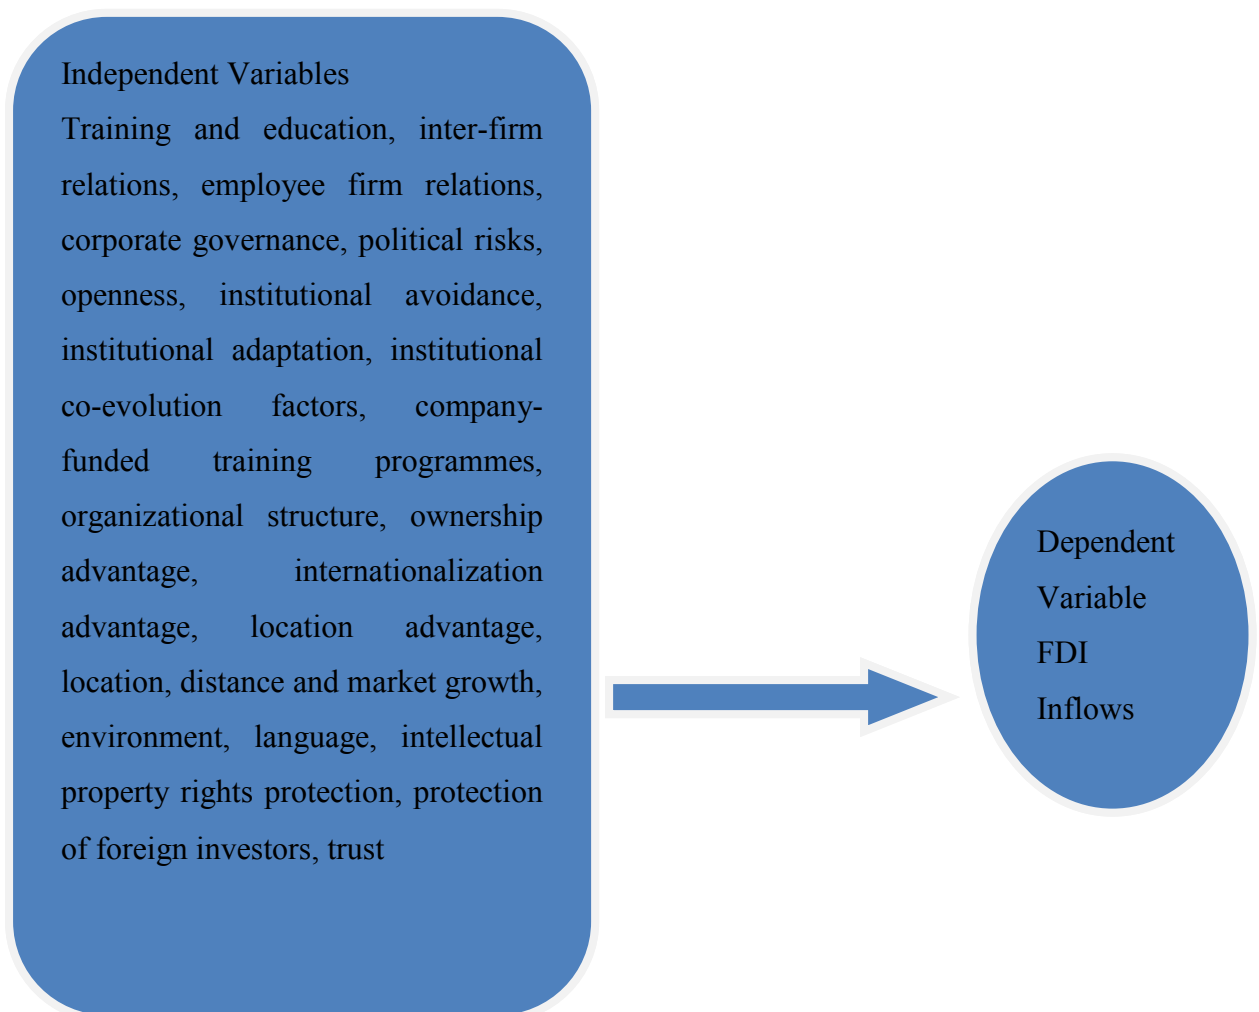 Independent Variables
Training and education, inter-firm
relations, employee firm relations,
corporate governance, political risks,
openness, institutional avoidance,
institutional adaptation, institutional
co-evolution factors, company-
funded training programmes,
organizational structure, ownership
advantage, internationalization
advantage, location advantage,
location, distance and market growth,
environment, language, intellectual
property rights protection, protection
of foreign investors, trust
Dependent
Variable
FDI
Inflows